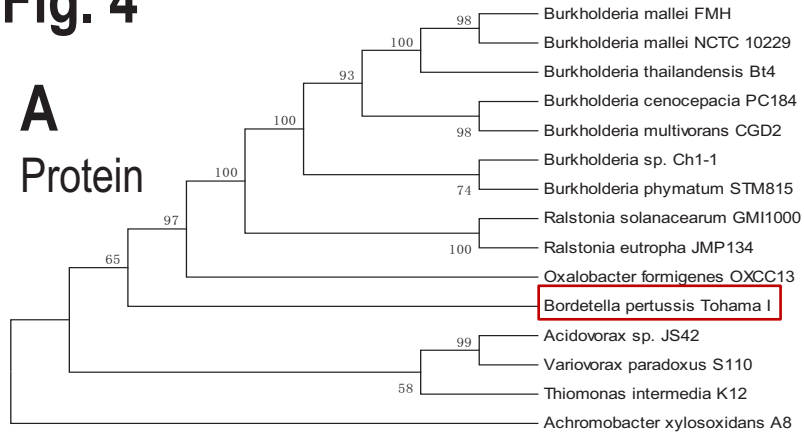 Fig. 4
A
Protein
Burkholderia mallei FMH
98
Burkholderia mallei NCTC 10229
100
Burkholderia thailandensis Bt4
93
Burkholderia cenocepacia PC184
100
98
Burkholderia multivorans CGD2
Burkholderia sp. Ch1-1
100
74
Burkholderia phymatum STM815
97
Ralstonia solanacearum GMI1000
65
100
Ralstonia eutropha JMP134
Oxalobacter formigenes OXCC13
Bordetella pertussis Tohama I
99
Acidovorax sp. JS42
Variovorax paradoxus S110
58
Thiomonas intermedia K12
Achromobacter xylosoxidans A8